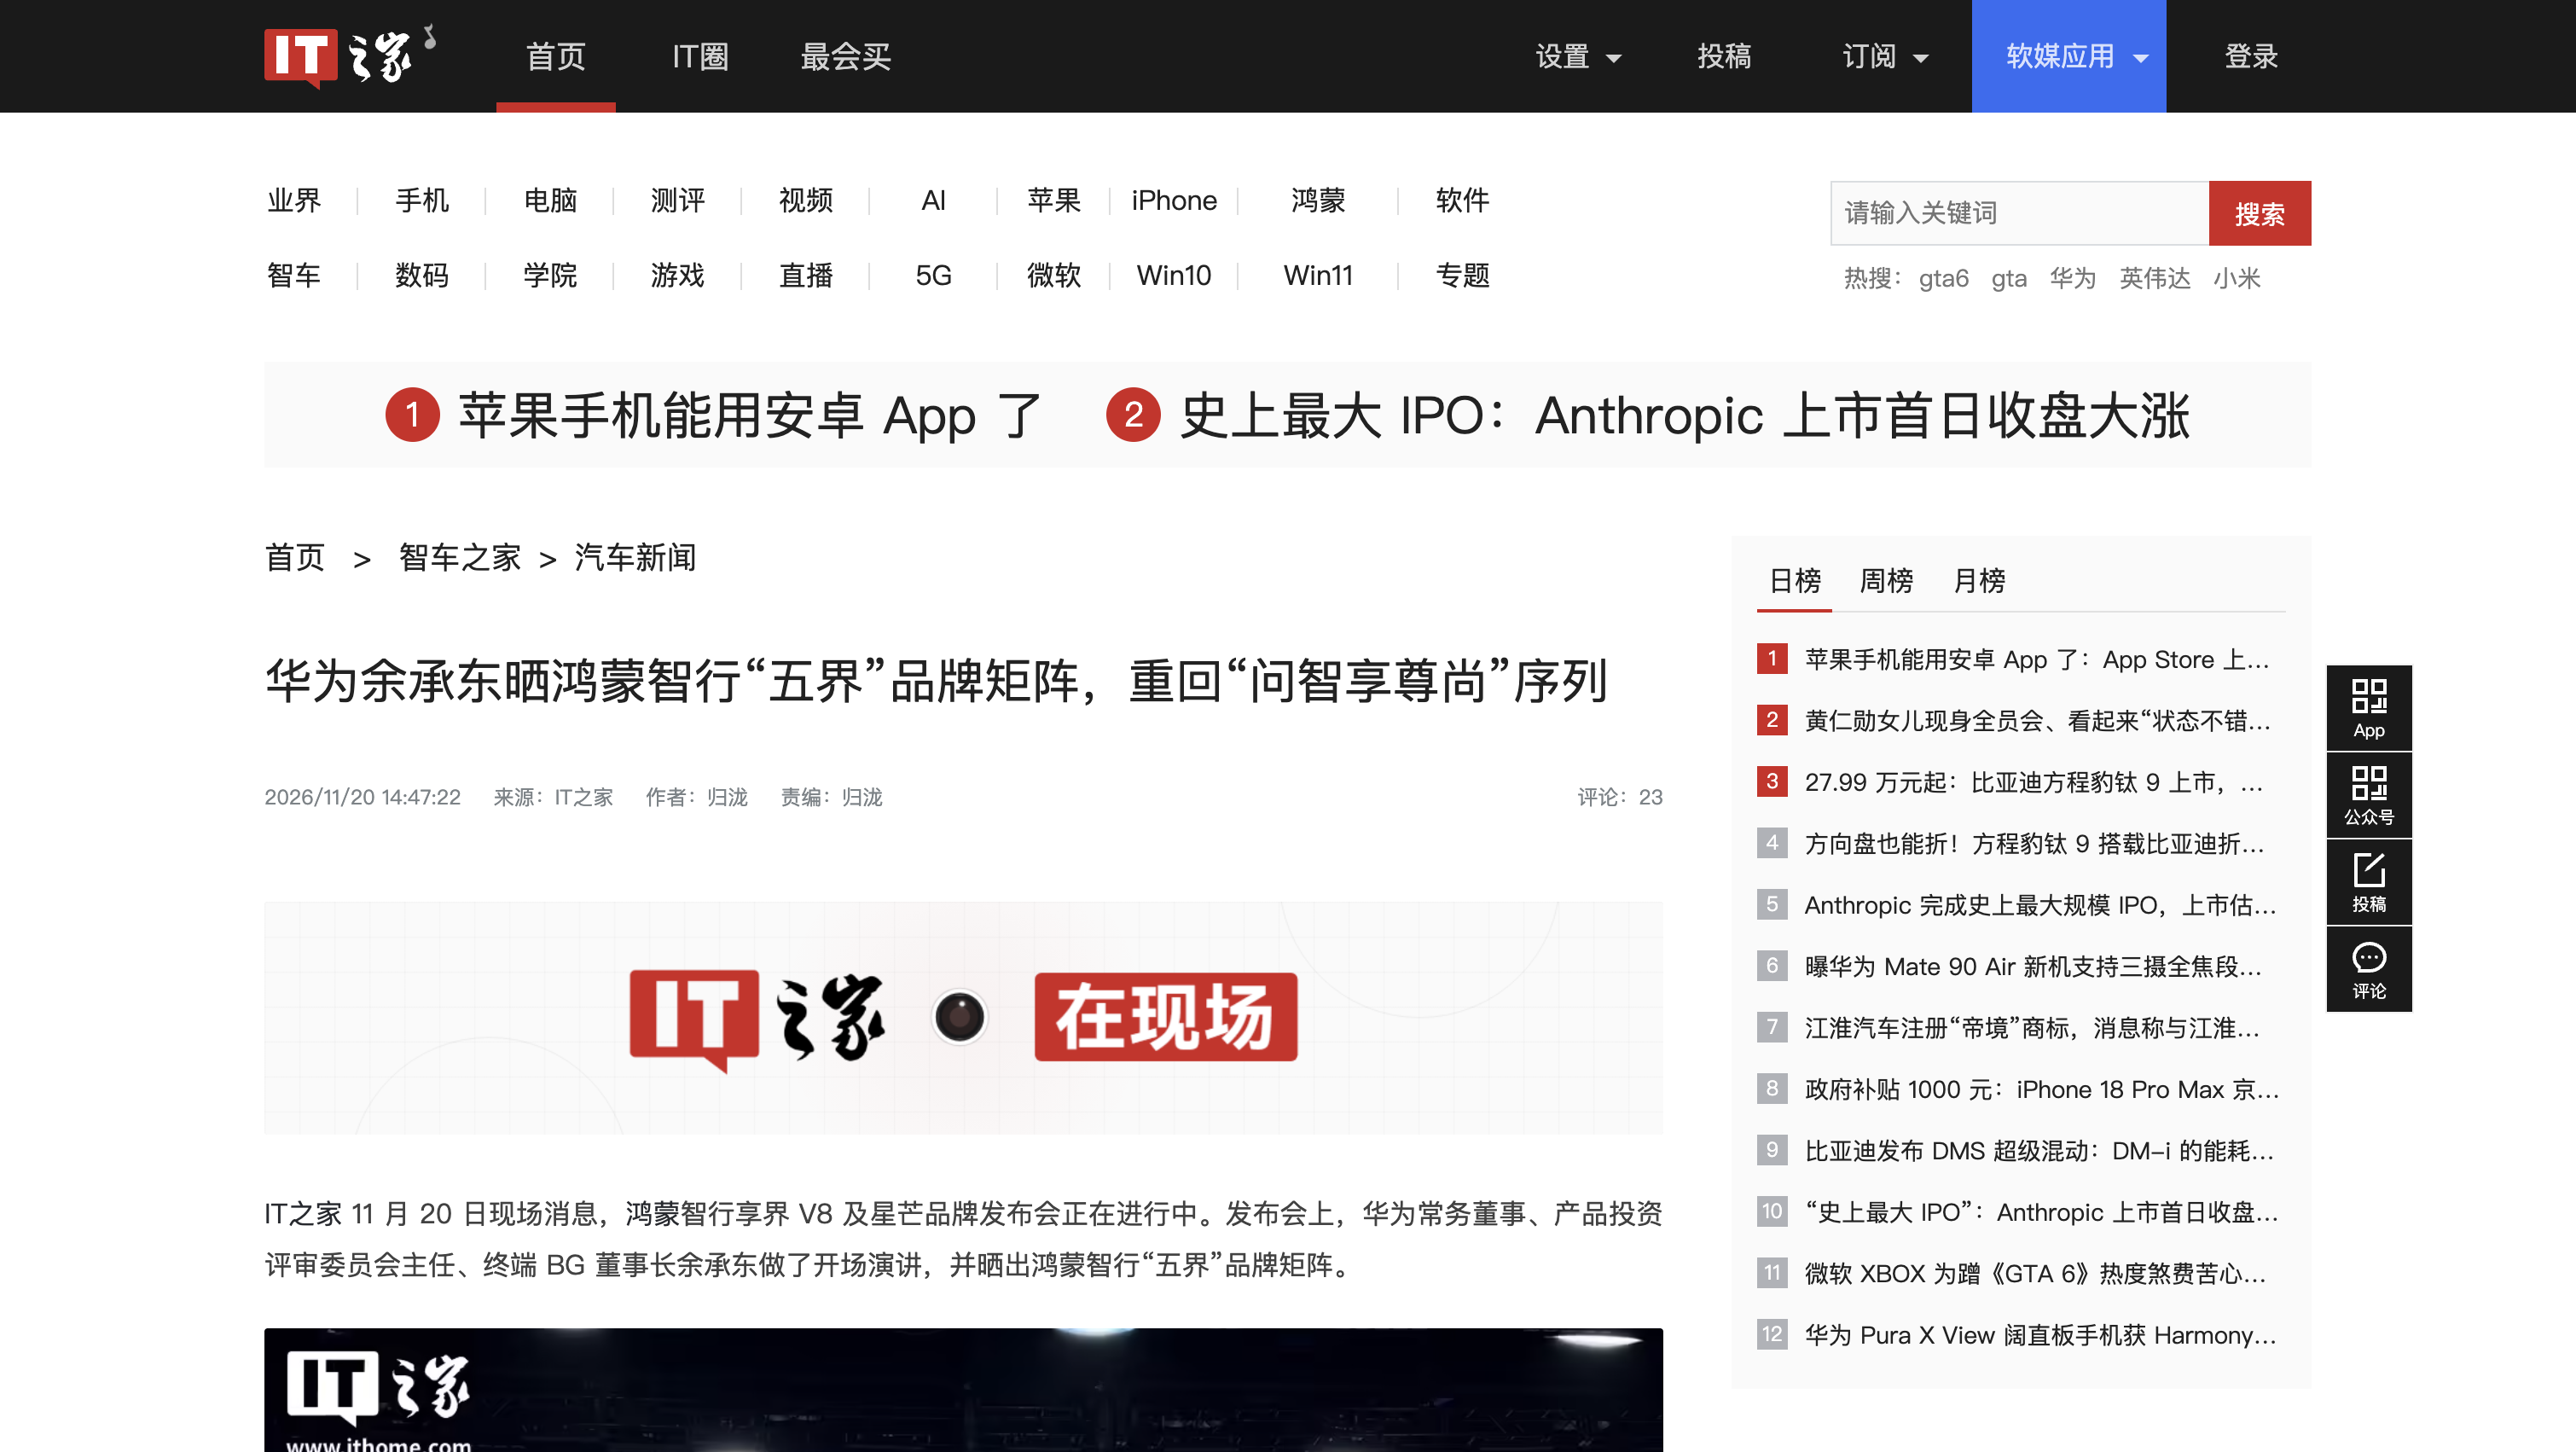 IT之家
首页 IT圈 最会买 设置 投稿 订阅 软媒应用 登录
业界 手机 电脑 测评 视频 AI 苹果 iPhone 鸿蒙 软件
请输入关键词 搜索
智车 数码 学院 游戏 直播 5G 微软 Win10 Win11 专题
热搜： gta6 gta 华为 英伟达 小米
1 苹果手机能用安卓 App 了 2 史上最大 IPO：Anthropic 上市首日收盘大涨
首页 > 智车之家 > 汽车新闻
华为余承东晒鸿蒙智行“五界”品牌矩阵，重回“问智享尊尚”序列
2026/11/20 14:47:22 来源：IT之家 作者：归泷 责编：归泷 评论：23
IT之家 在现场
IT之家 11 月 20 日现场消息，鸿蒙智行享界 V8 及星芒品牌发布会正在进行中。发布会上，华为常务董事、产品投资
评审委员会主任、终端 BG 董事长余承东做了开场演讲，并晒出鸿蒙智行“五界”品牌矩阵。
IT之家
www.ithome.com
日榜 周榜 月榜
1 苹果手机能用安卓 App 了：App Store 上…
2 黄仁勋女儿现身全员会、看起来“状态不错…
3 27.99 万元起：比亚迪方程豹钛 9 上市，…
4 方向盘也能折！方程豹钛 9 搭载比亚迪折…
5 Anthropic 完成史上最大规模 IPO，上市估…
6 曝华为 Mate 90 Air 新机支持三摄全焦段…
7 江淮汽车注册“帝境”商标，消息称与江淮…
8 政府补贴 1000 元：iPhone 18 Pro Max 京…
9 比亚迪发布 DMS 超级混动：DM-i 的能耗…
10 “史上最大 IPO”：Anthropic 上市首日收盘…
11 微软 XBOX 为蹭《GTA 6》热度煞费苦心…
12 华为 Pura X View 阔直板手机获 Harmony…
App
公众号
投稿
评论